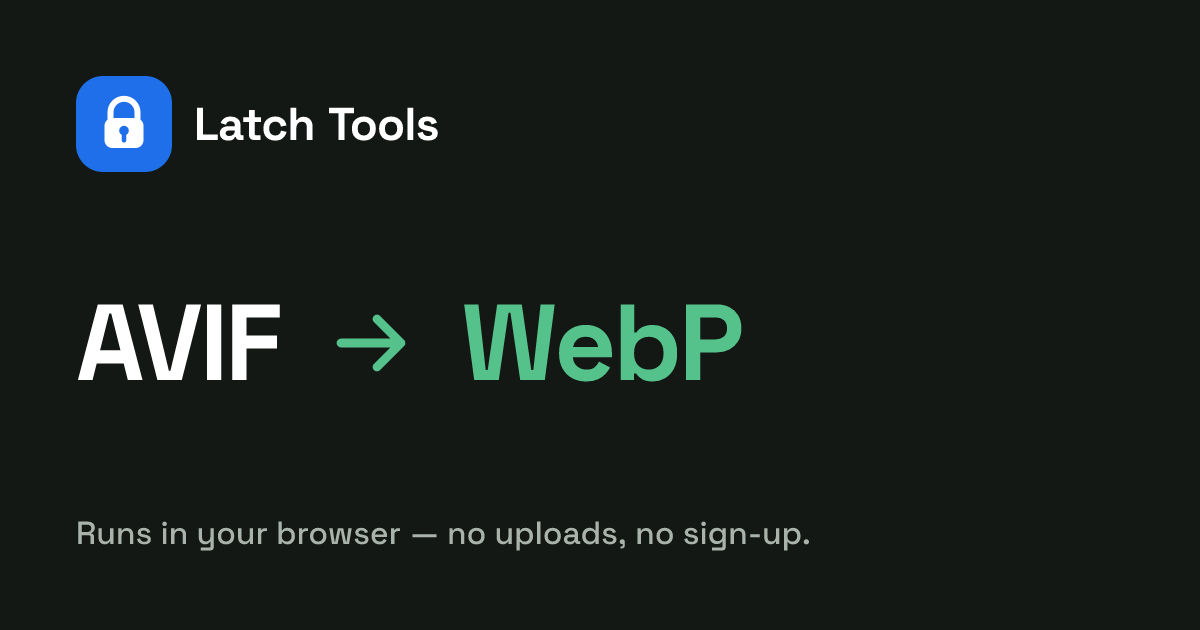 Latch Tools
AVIF → WebP
Runs in your browser — no uploads, no sign-up.